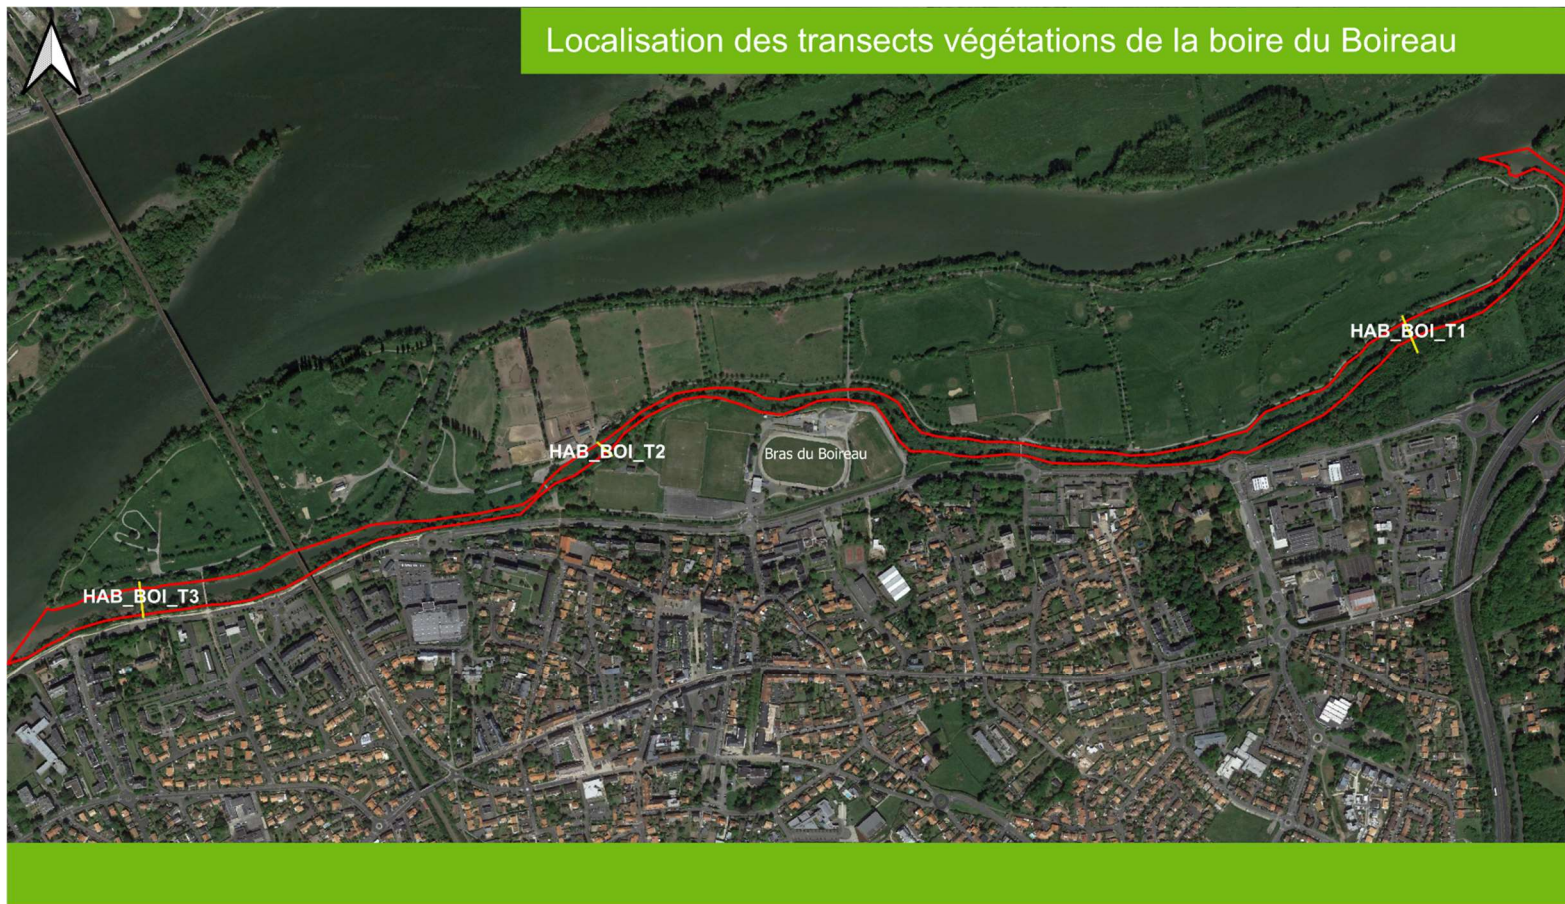 Localisation des transects végétations de la boire du Boireau
HAB_BOI_T1
HAB_BOI_T2
Bras du Boireau
HAB_BOI_T3